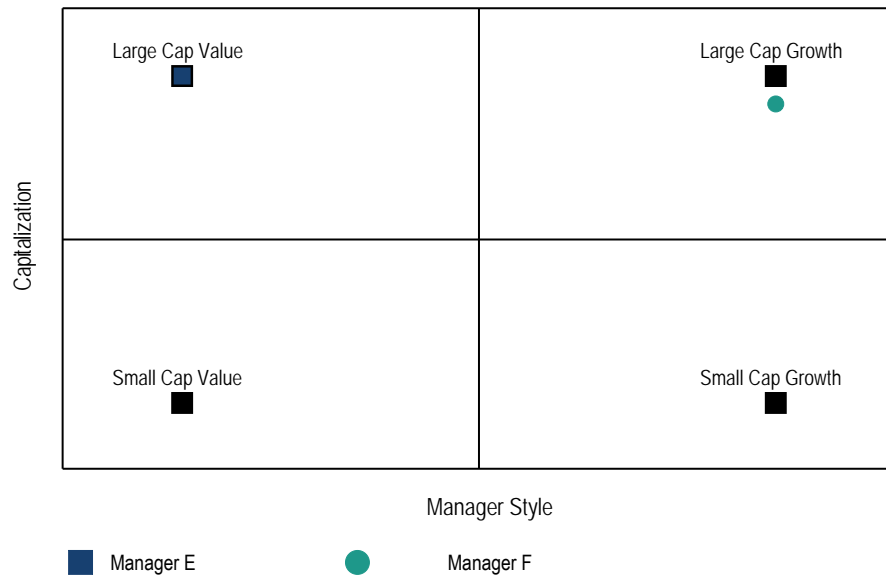 Large Cap Value
Large Cap Growth
Capitalization
Small Cap Value
Small Cap Growth
Manager Style
Manager E
Manager F